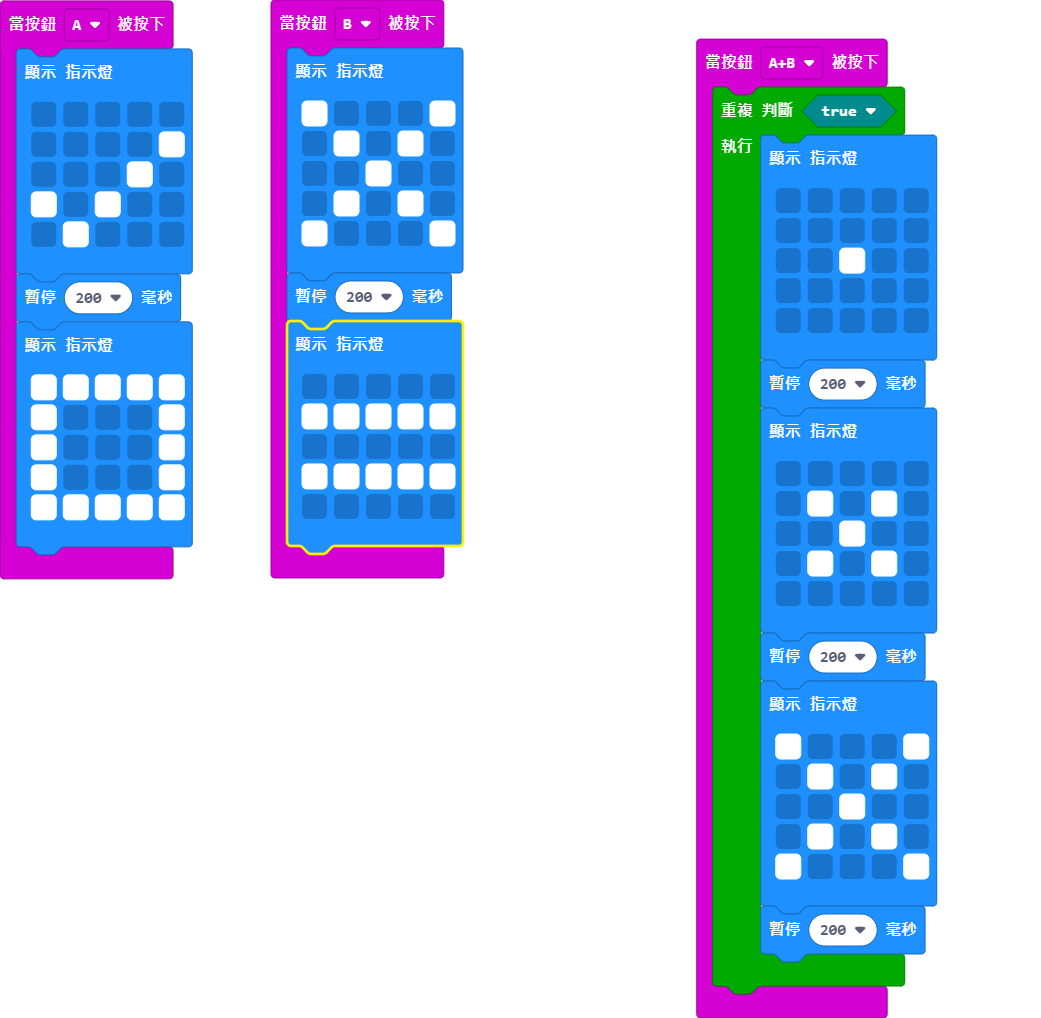 當按鈕 A 被按下
顯示 指示燈
暫停 200 毫秒
顯示 指示燈
當按鈕 B 被按下
顯示 指示燈
暫停 200 毫秒
顯示 指示燈
當按鈕 A+B 被按下
重複 判斷 true
執行
顯示 指示燈
暫停 200 毫秒
顯示 指示燈
暫停 200 毫秒
顯示 指示燈
暫停 200 毫秒